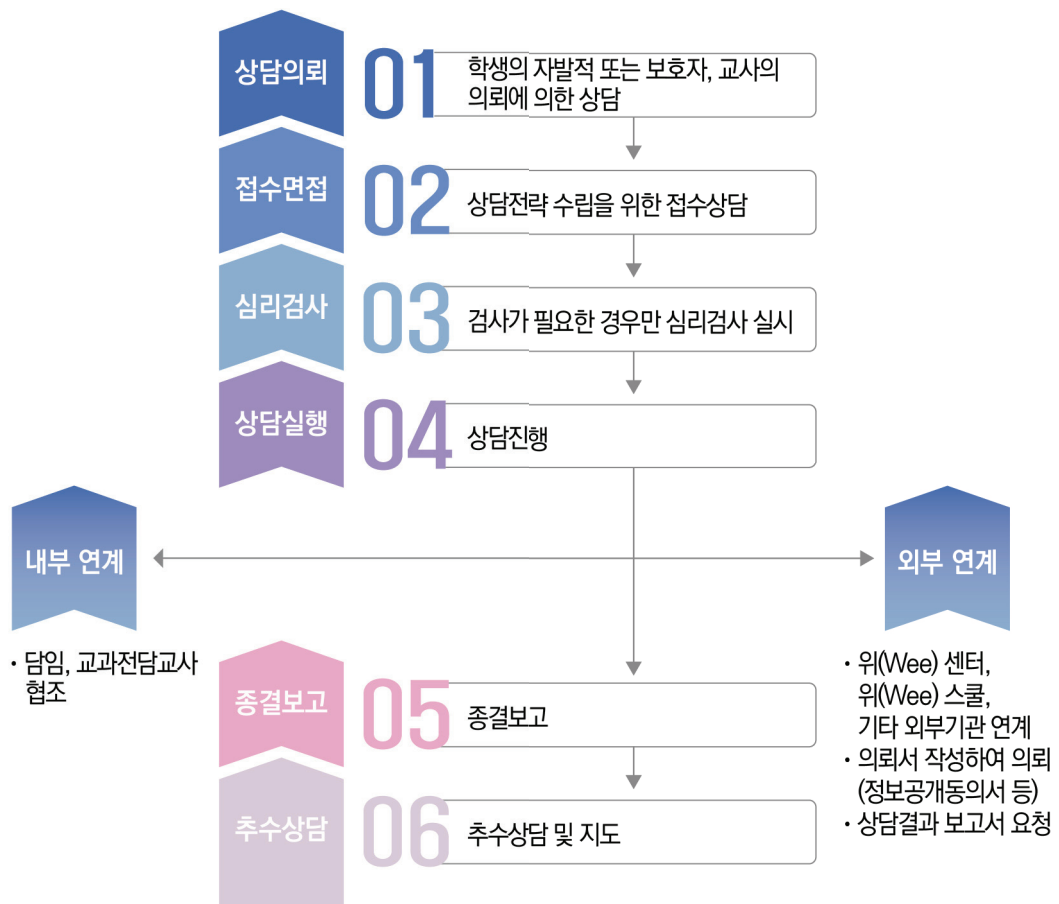 상담의뢰
01
학생의 자발적 또는 보호자, 교사의
의뢰에 의한 상담
접수면접
02
상담전략 수립을 위한 접수상담
심리검사
03
검사가 필요한 경우만 심리검사 실시
상담실행
04
상담진행
내부 연계
· 담임, 교과전담교사
협조
외부 연계
· 위(Wee) 센터,
위(Wee) 스쿨,
기타 외부기관 연계
· 의뢰서 작성하여 의뢰
(정보공개동의서 등)
· 상담결과 보고서 요청
종결보고
05
종결보고
추수상담
06
추수상담 및 지도